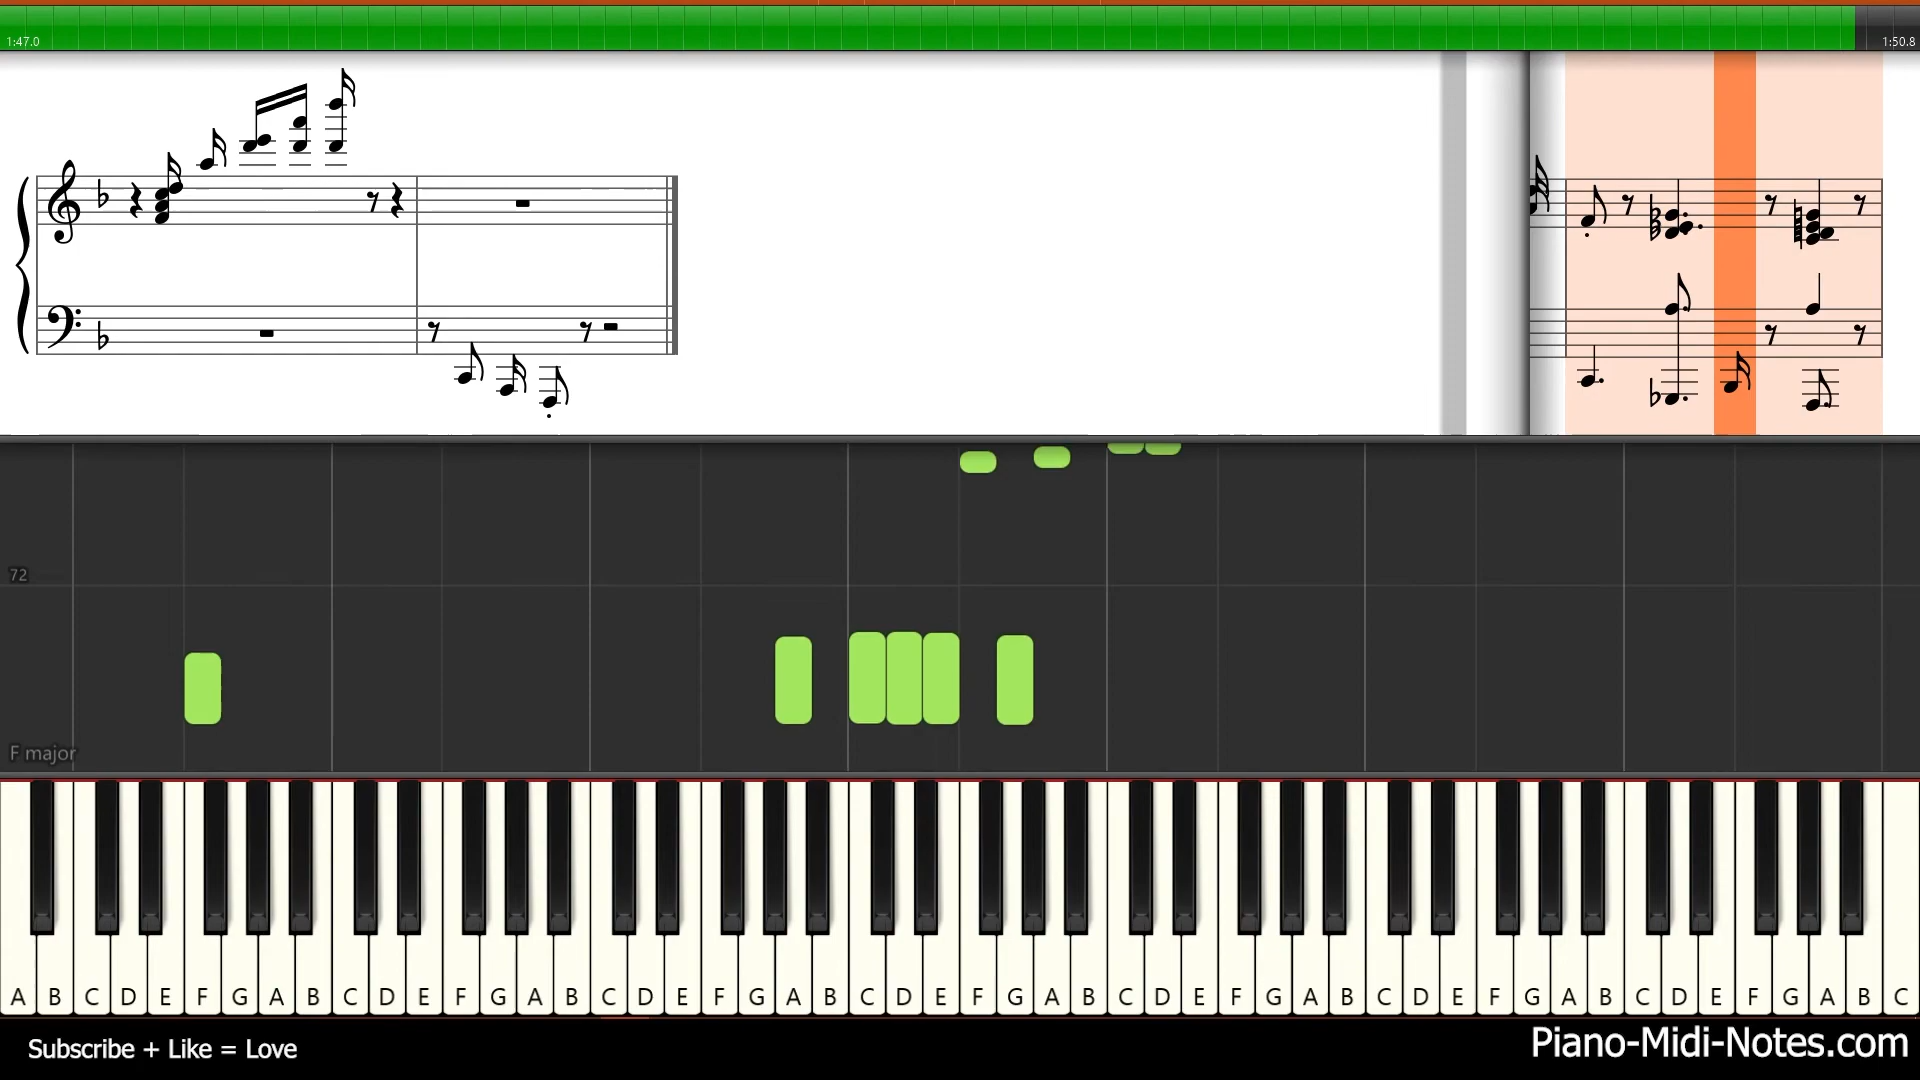 1:47.0 1:50.8
72
F major
A B C D E F G A B C D E F G A B C D E F G A B C D E F G A B C D E F G A B C D E F G A B C D E F G A B C
Subscribe + Like = Love
Piano-Midi-Notes.com